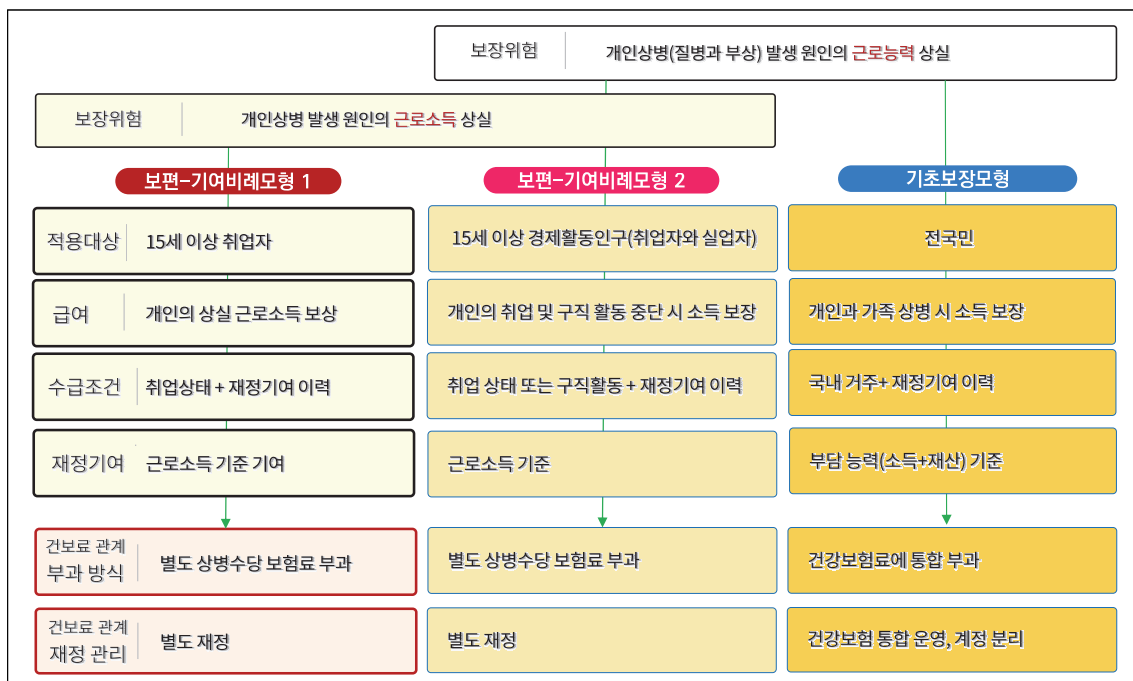 보장위험 개인상병(질병과 부상) 발생 원인의 근로능력 상실
보장위험 개인상병 발생 원인의 근로소득 상실
보편-기여비례모형 1 보편-기여비례모형 2 기초보장모형
적용대상 15세 이상 취업자 15세 이상 경제활동인구(취업자와 실업자) 전국민
급여 개인의 상실 근로소득 보상 개인의 취업 및 구직 활동 중단 시 소득 보장 개인과 가족 상병 시 소득 보장
수급조건 취업상태 + 재정기여 이력 취업 상태 또는 구직활동 + 재정기여 이력 국내 거주+ 재정기여 이력
재정기여 근로소득 기준 기여 근로소득 기준 부담 능력(소득+재산) 기준
건보료 관계
부과 방식 별도 상병수당 보험료 부과 별도 상병수당 보험료 부과 건강보험료에 통합 부과
건보료 관계
재정 관리 별도 재정 별도 재정 건강보험 통합 운영, 계정 분리